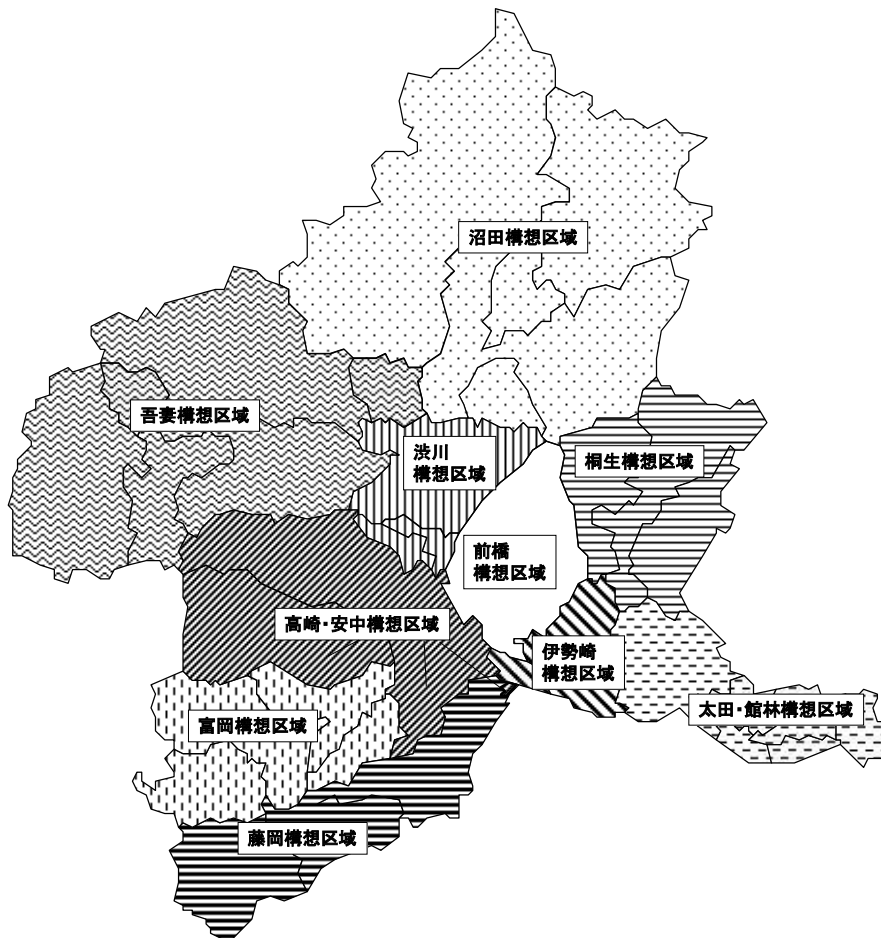 沼田構想区域
吾妻構想区域
渋川
構想区域
桐生構想区域
前橋
構想区域
高崎・安中構想区域
伊勢崎
構想区域
太田・館林構想区域
富岡構想区域
藤岡構想区域